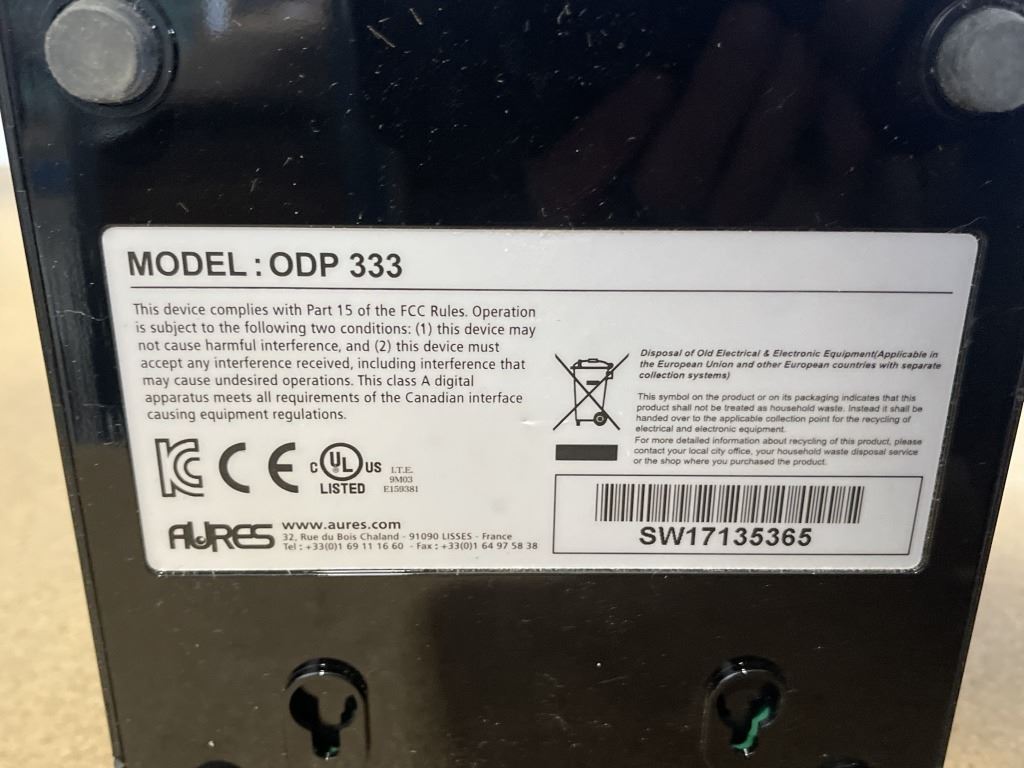 MODEL : ODP 333
This device complies with Part 15 of the FCC Rules. Operation
is subject to the following two conditions: (1) this device may
not cause harmful interference, and (2) this device must
accept any interference received, including interference that
may cause undesired operations. This class A digital
apparatus meets all requirements of the Canadian interface
causing equipment regulations.
Disposal of Old Electrical & Electronic Equipment(Applicable in
the European Union and other European countries with separate
collection systems)
This symbol on the product or on its packaging indicates that this
product shall not be treated as household waste. Instead it shall be
handed over to the applicable collection point for the recycling of
electrical and electronic equipment.
For more detailed information about recycling of this product, please
contact your local city office, your household waste disposal service
or the shop where you purchased the product.
KC CE C UL US
LISTED
I.T.E.
9M03
E159381
AURES
www.aures.com
32, Rue du Bois Chaland - 91090 LISSES - France
Tel : +33(0)1 69 11 16 60 - Fax : +33(0)1 64 97 58 38
SW17135365